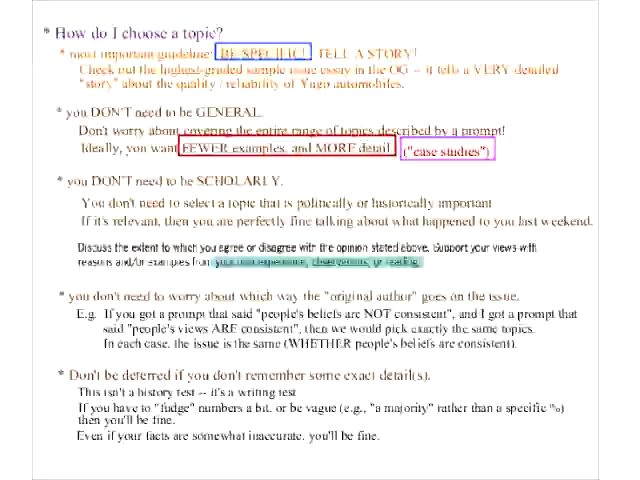 * How do I choose a topic?
* most important guideline: BE SPECIFIC! TELL A STORY!
Check out the highest-graded sample issue essay in the OG -- it tells a VERY detailed
"story" about the quality / reliability of Yugo automobiles.
* you DON'T need to be GENERAL.
Don't worry about covering the entire range of topics described by a prompt!
Ideally, you want FEWER examples, and MORE detail ("case studies")
* you DON'T need to be SCHOLARLY.
You don't need to select a topic that is politically or historically important
If it's relevant, then you are perfectly fine talking about what happened to you last weekend.
Discuss the extent to which you agree or disagree with the opinion stated above. Support your views with
reasons and/or examples from your own experience, observations, or reading.
* you don't need to worry about which way the "original author" goes on the issue.
E.g. If you got a prompt that said "people's beliefs are NOT consistent", and I got a prompt that
said "people's views ARE consistent", then we would pick exactly the same topics.
In each case, the issue is the same (WHETHER people's beliefs are consistent).
* Don't be deterred if you don't remember some exact detail(s).
This isn't a history test -- it's a writing test
If you have to "fudge" numbers a bit, or be vague (e.g., "a majority" rather than a specific %)
then you'll be fine.
Even if your facts are somewhat inaccurate, you'll be fine.